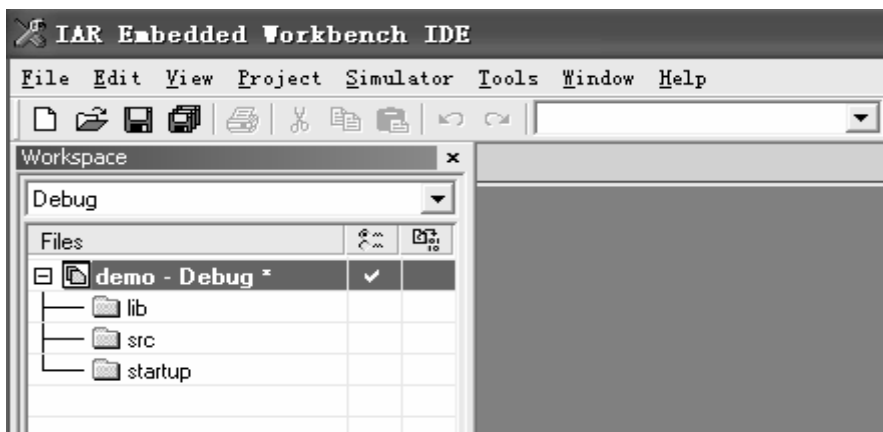 IAR Embedded Workbench IDE
File Edit View Project Simulator Tools Window Help
Workspace
Debug
Files
demo - Debug *
lib
src
startup